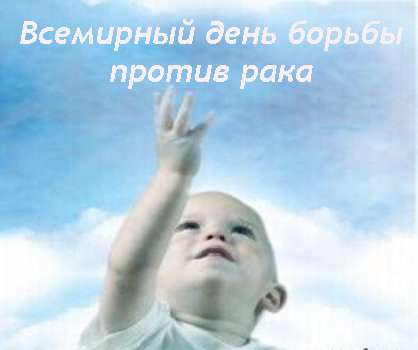 Всемирный день борьбы
против рака